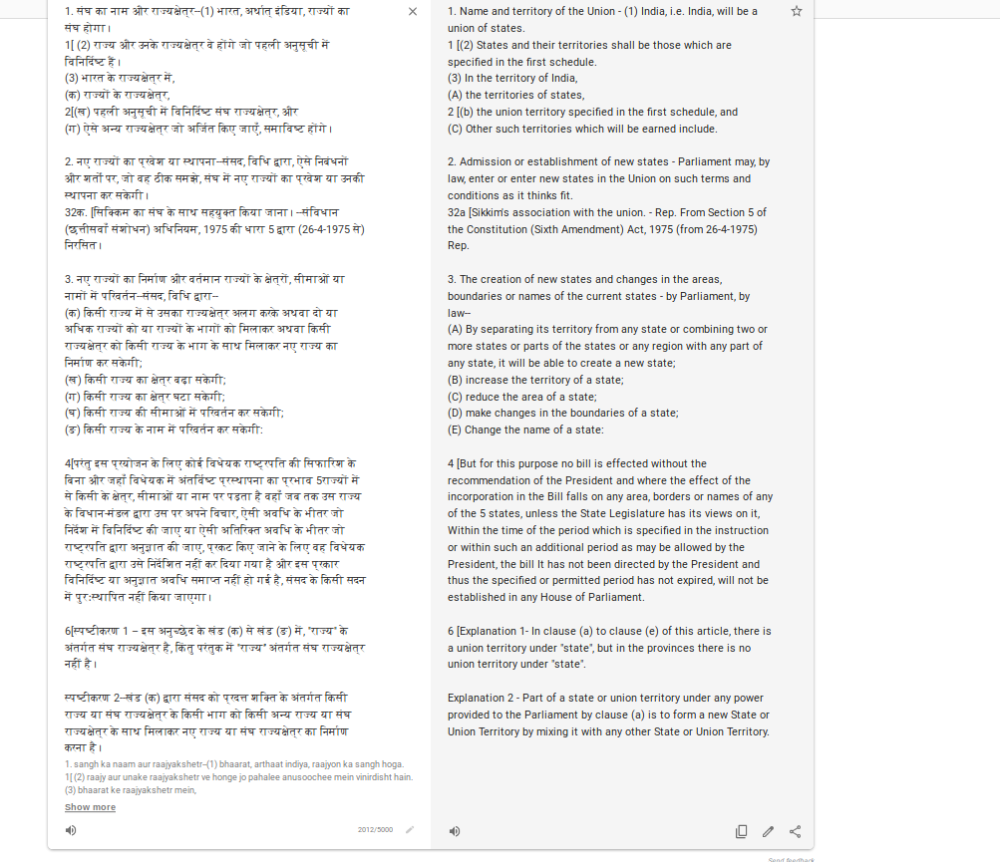 1. संघ का नाम और राज्यक्षेत्र--(1) भारत, अर्थात् इंडिया, राज्यों का
संघ होगा।
1[ (2) राज्य और उनके राज्यक्षेत्र वे होंगे जो पहली अनुसूची में
विनिर्दिष्ट हैं।
(3) भारत के राज्यक्षेत्र में,
(क) राज्यों के राज्यक्षेत्र,
2[(ख) पहली अनुसूची में विनिर्दिष्ट संघ राज्यक्षेत्र, और
(ग) ऐसे अन्य राज्यक्षेत्र जो अर्जित किए जाएँ, समाविष्ट होंगे।
2. नए राज्यों का प्रवेश या स्थापना--संसद, विधि द्वारा, ऐसे निबंधनों
और शर्तों पर, जो वह ठीक समझे, संघ में नए राज्यों का प्रवेश या उनकी
स्थापना कर सकेगी।
32क. [सिक्किम का संघ के साथ सहयुक्त किया जाना। --संविधान
(छत्तीसवाँ संशोधन) अधिनियम, 1975 की धारा 5 द्वारा (26-4-1975 से)
निरसित।
3. नए राज्यों का निर्माण और वर्तमान राज्यों के क्षेत्रों, सीमाओं या
नामों में परिवर्तन--संसद, विधि द्वारा--
(क) किसी राज्य में से उसका राज्यक्षेत्र अलग करके अथवा दो या
अधिक राज्यों को या राज्यों के भागों को मिलाकर अथवा किसी
राज्यक्षेत्र को किसी राज्य के भाग के साथ मिलाकर नए राज्य का
निर्माण कर सकेगी;
(ख) किसी राज्य का क्षेत्र बढ़ा सकेगी;
(ग) किसी राज्य का क्षेत्र घटा सकेगी;
(घ) किसी राज्य की सीमाओं में परिवर्तन कर सकेगी;
(ङ) किसी राज्य के नाम में परिवर्तन कर सकेगी:
4[परंतु इस प्रयोजन के लिए कोई विधेयक राष्ट्रपति की सिफारिश के
बिना और जहाँ विधेयक में अंतर्विष्ट प्रस्थापना का प्रभाव 5राज्यों में
से किसी के क्षेत्र, सीमाओं या नाम पर पड़ता है वहाँ जब तक उस राज्य
के विधान-मंडल द्वारा उस पर अपने विचार, ऐसी अवधि के भीतर जो
निर्देश में विनिर्दिष्ट की जाए या ऐसी अतिरिक्त अवधि के भीतर जो
राष्ट्रपति द्वारा अनुज्ञात की जाए, प्रकट किए जाने के लिए वह विधेयक
राष्ट्रपति द्वारा उसे निर्देशित नहीं कर दिया गया है और इस प्रकार
विनिर्दिष्ट या अनुज्ञात अवधि समाप्त नहीं हो गई है, संसद के किसी सदन
में पुर:स्थापित नहीं किया जाएगा।
6[स्पष्टीकरण 1 -- इस अनुच्छेद के खंड (क) से खंड (ङ) में, "राज्य" के
अंतर्गत संघ राज्यक्षेत्र है, किंतु परंतुक में "राज्य" अंतर्गत संघ राज्यक्षेत्र
नहीं है।
स्पष्टीकरण 2--खंड (क) द्वारा संसद को प्रदत्त शक्ति के अंतर्गत किसी
राज्य या संघ राज्यक्षेत्र के किसी भाग को किसी अन्य राज्य या संघ
राज्यक्षेत्र के साथ मिलाकर नए राज्य या संघ राज्यक्षेत्र का निर्माण
करना है।
1. sangh ka naam aur raajyakshetr--(1) bhaarat, arthaat indiya, raajyon ka sangh hoga.
1[ (2) raajy aur unake raajyakshetr ve honge jo pahalee anusoochee mein vinirdisht hain.
(3) bhaarat ke raajyakshetr mein,
Show more
2012/5000
1. Name and territory of the Union - (1) India, i.e. India, will be a
union of states.
1 [(2) States and their territories shall be those which are
specified in the first schedule.
(3) In the territory of India,
(A) the territories of states,
2 [(b) the union territory specified in the first schedule, and
(C) Other such territories which will be earned include.
2. Admission or establishment of new states - Parliament may, by
law, enter or enter new states in the Union on such terms and
conditions as it thinks fit.
32a [Sikkim's association with the union. - Rep. From Section 5 of
the Constitution (Sixth Amendment) Act, 1975 (from 26-4-1975)
Rep.
3. The creation of new states and changes in the areas,
boundaries or names of the current states - by Parliament, by
law--
(A) By separating its territory from any state or combining two or
more states or parts of the states or any region with any part of
any state, it will be able to create a new state;
(B) increase the territory of a state;
(C) reduce the area of a state;
(D) make changes in the boundaries of a state;
(E) Change the name of a state:
4 [But for this purpose no bill is effected without the
recommendation of the President and where the effect of the
incorporation in the Bill falls on any area, borders or names of any
of the 5 states, unless the State Legislature has its views on it,
Within the time of the period which is specified in the instruction
or within such an additional period as may be allowed by the
President, the bill It has not been directed by the President and
thus the specified or permitted period has not expired, will not be
established in any House of Parliament.
6 [Explanation 1- In clause (a) to clause (e) of this article, there is
a union territory under "state", but in the provinces there is no
union territory under "state".
Explanation 2 - Part of a state or union territory under any power
provided to the Parliament by clause (a) is to form a new State or
Union Territory by mixing it with any other State or Union Territory.
Send feedback